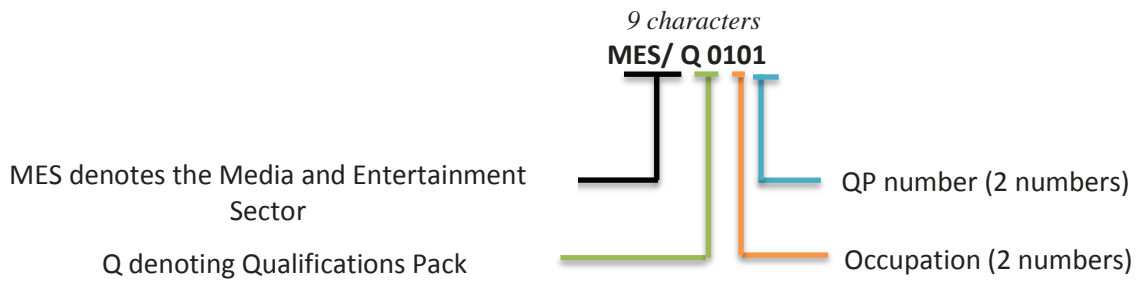 9 characters
MES/ Q 0101
MES denotes the Media and Entertainment
Sector
QP number (2 numbers)
Q denoting Qualifications Pack
Occupation (2 numbers)